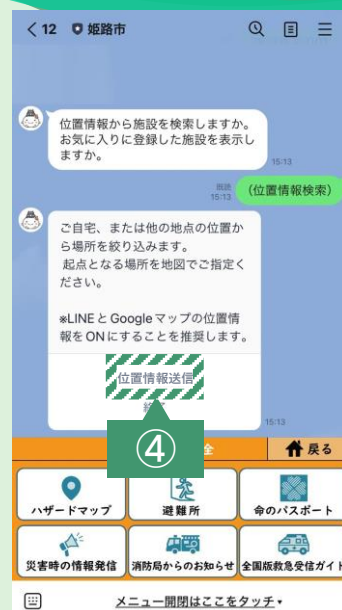 12 姫路市
位置情報から施設を検索しますか。
お気に入りに登録した施設を表示し
ますか。
15:13
既読
15:13
(位置情報検索)
ご自宅、または他の地点の位置か
ら場所を絞り込みます。
起点となる場所を地図でご指定く
ださい。
※LINEとGoogleマップの位置情
報をONにすることを推奨します。
位置情報送信
15:13
④
全
戻る
ハザードマップ
避難所
命のパスポート
災害時の情報発信
消防局からのお知らせ
全国版救急受信ガイド
メニュー開閉はここをタッチ▾